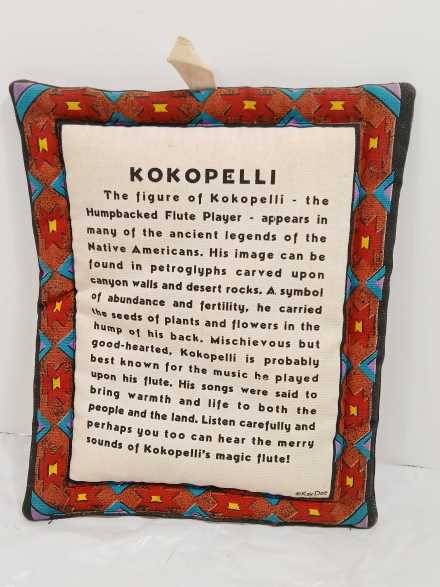 KOKOPELLI
The figure of Kokopelli - the
Humpbacked Flute Player - appears in
many of the ancient legends of the
Native Americans. His image can be
found in petroglyphs carved upon
canyon walls and desert rocks. A symbol
of abundance and fertility, he carried
the seeds of plants and flowers in the
hump of his back. Mischievous but
good-hearted, Kokopelli is probably
best known for the music he played
upon his flute. His songs were said to
bring warmth and life to both the
people and the land. Listen carefully and
perhaps you too can hear the merry
sounds of Kokopelli's magic flute!
©Kay Dee